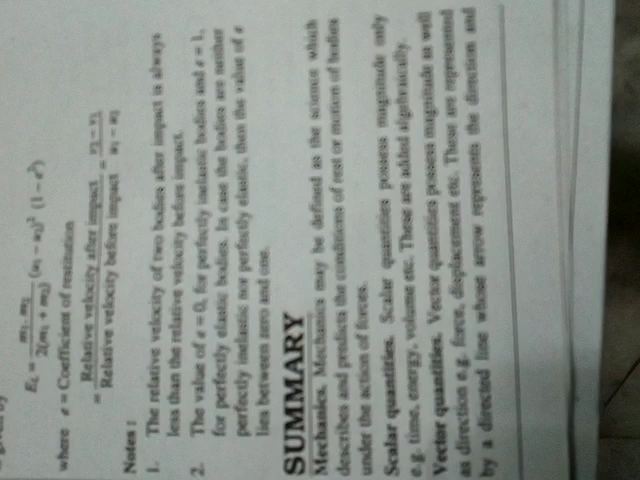 given by
E_L = m₁ m₂ / 2(m₁ + m₂) (u₁ − u₂)² (1 − e²)
where e = Coefficient of restitution
= Relative velocity after impact / Relative velocity before impact = v₂ − v₁ / u₁ − u₂
Notes :
1. The relative velocity of two bodies after impact is always
less than the relative velocity before impact.
2. The value of e = 0, for perfectly inelastic bodies and e = 1,
for perfectly elastic bodies. In case the bodies are neither
perfectly inelastic nor perfectly elastic, then the value of e
lies between zero and one.
SUMMARY
Mechanics. Mechanics may be defined as the science which
describes and predicts the conditions of rest or motion of bodies
under the action of forces.
Scalar quantities. Scalar quantities possess magnitude only
e.g. time, energy, volume etc. These are added algebraically.
Vector quantities. Vector quantities possess magnitude as well
as direction e.g. force, displacement etc. These are represented
by a directed line whose arrow represents the direction and